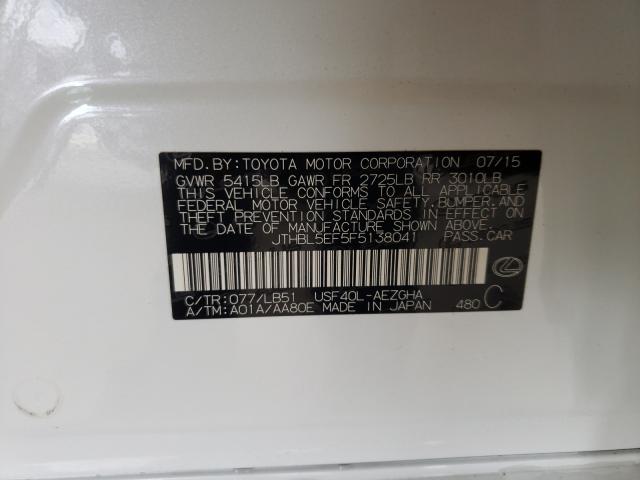 MFD.BY:TOYOTA MOTOR CORPORATION 07/15
GVWR 5415LB GAWR FR 2725LB RR 3010LB
THIS VEHICLE CONFORMS TO ALL APPLICABLE
FEDERAL MOTOR VEHICLE SAFETY,BUMPER,AND
THEFT PREVENTION STANDARDS IN EFFECT ON
THE DATE OF MANUFACTURE SHOWN ABOVE.
JTHBL5EF5F5138041 PASS.CAR
C/TR:077/LB51 USF40L-AEZGHA
A/TM:A01A/AA80E MADE IN JAPAN 480 C